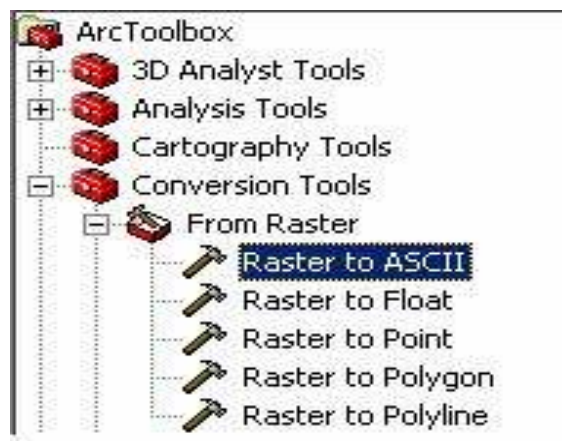 ArcToolbox
3D Analyst Tools
Analysis Tools
Cartography Tools
Conversion Tools
From Raster
Raster to ASCII
Raster to Float
Raster to Point
Raster to Polygon
Raster to Polyline